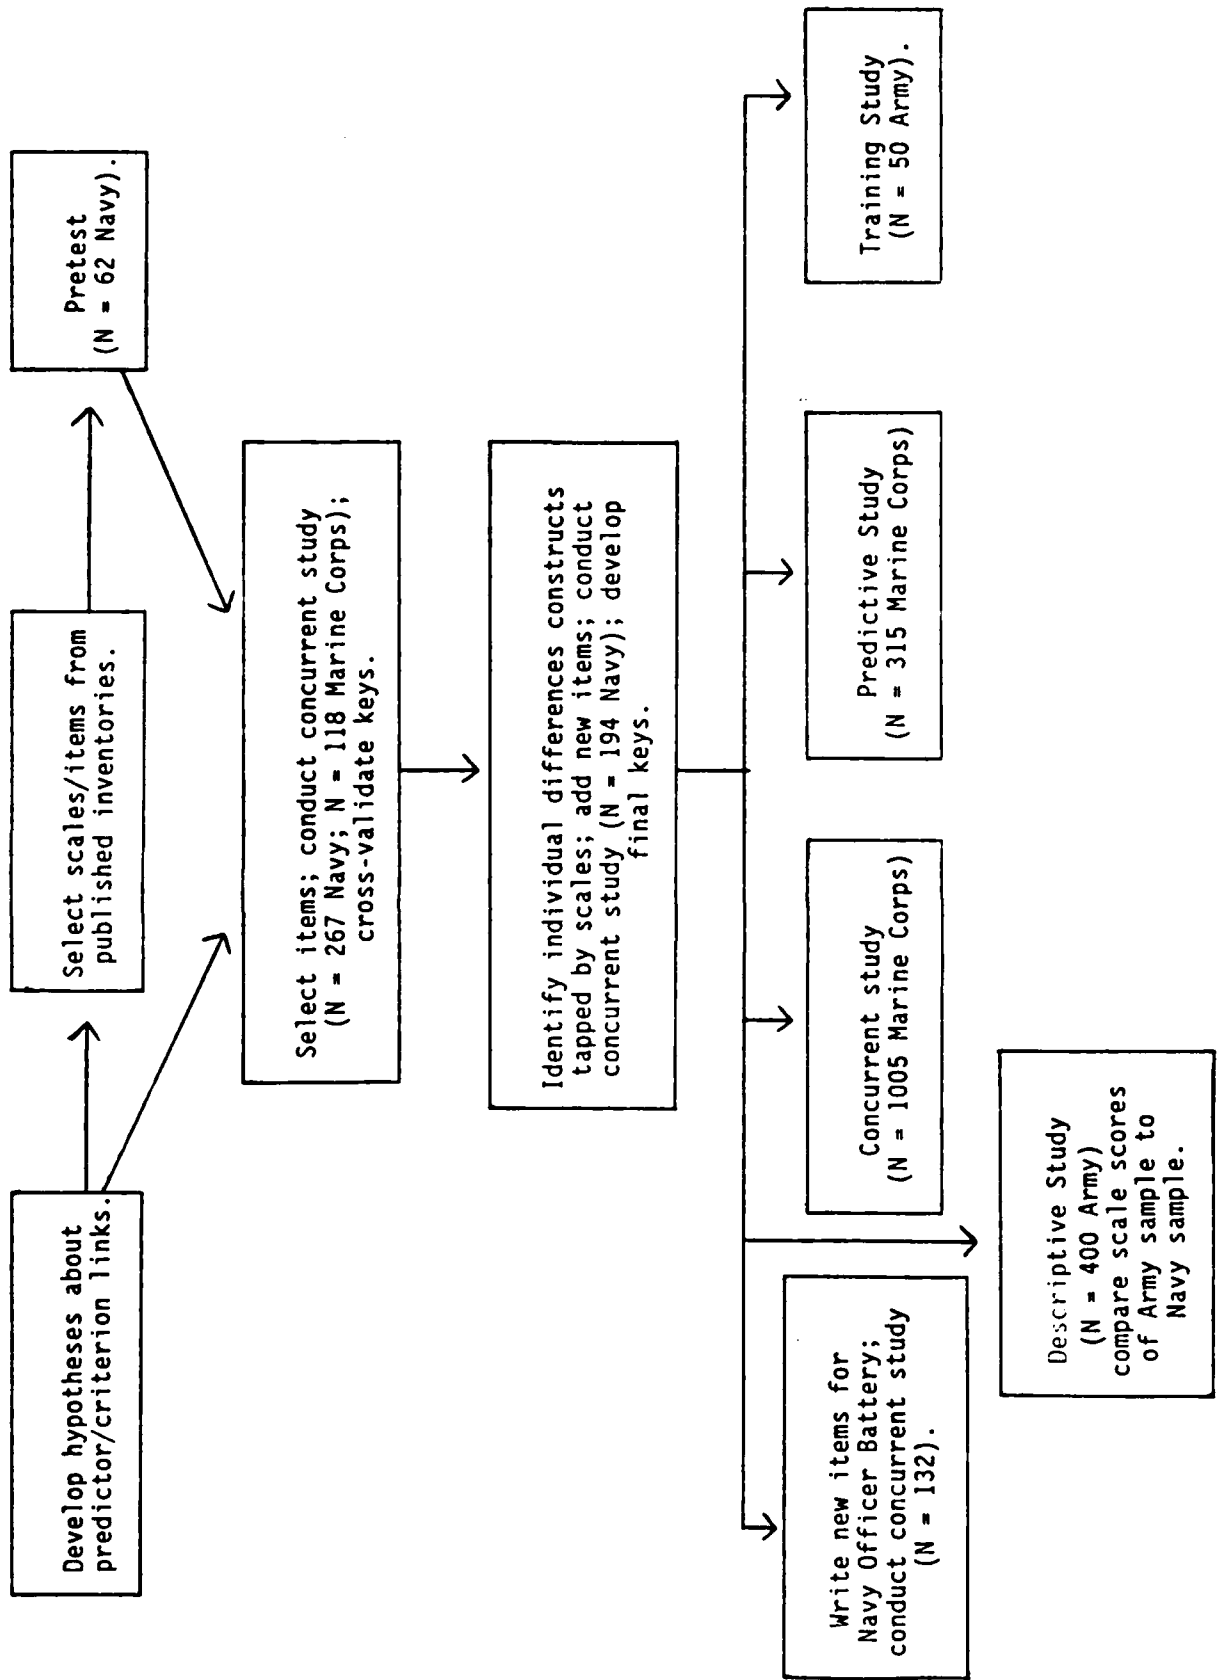 Develop hypotheses about
predictor/criterion links.
Select scales/items from
published inventories.
Pretest
(N = 62 Navy).
Select items; conduct concurrent study
(N = 267 Navy; N = 118 Marine Corps);
cross-validate keys.
Identify individual differences constructs
tapped by scales; add new items; conduct
concurrent study (N = 194 Navy); develop
final keys.
Write new items for
Navy Officer Battery;
conduct concurrent study
(N = 132).
Concurrent study
(N = 1005 Marine Corps)
Predictive Study
(N = 315 Marine Corps)
Training Study
(N = 50 Army).
Descriptive Study
(N = 400 Army)
compare scale scores
of Army sample to
Navy sample.